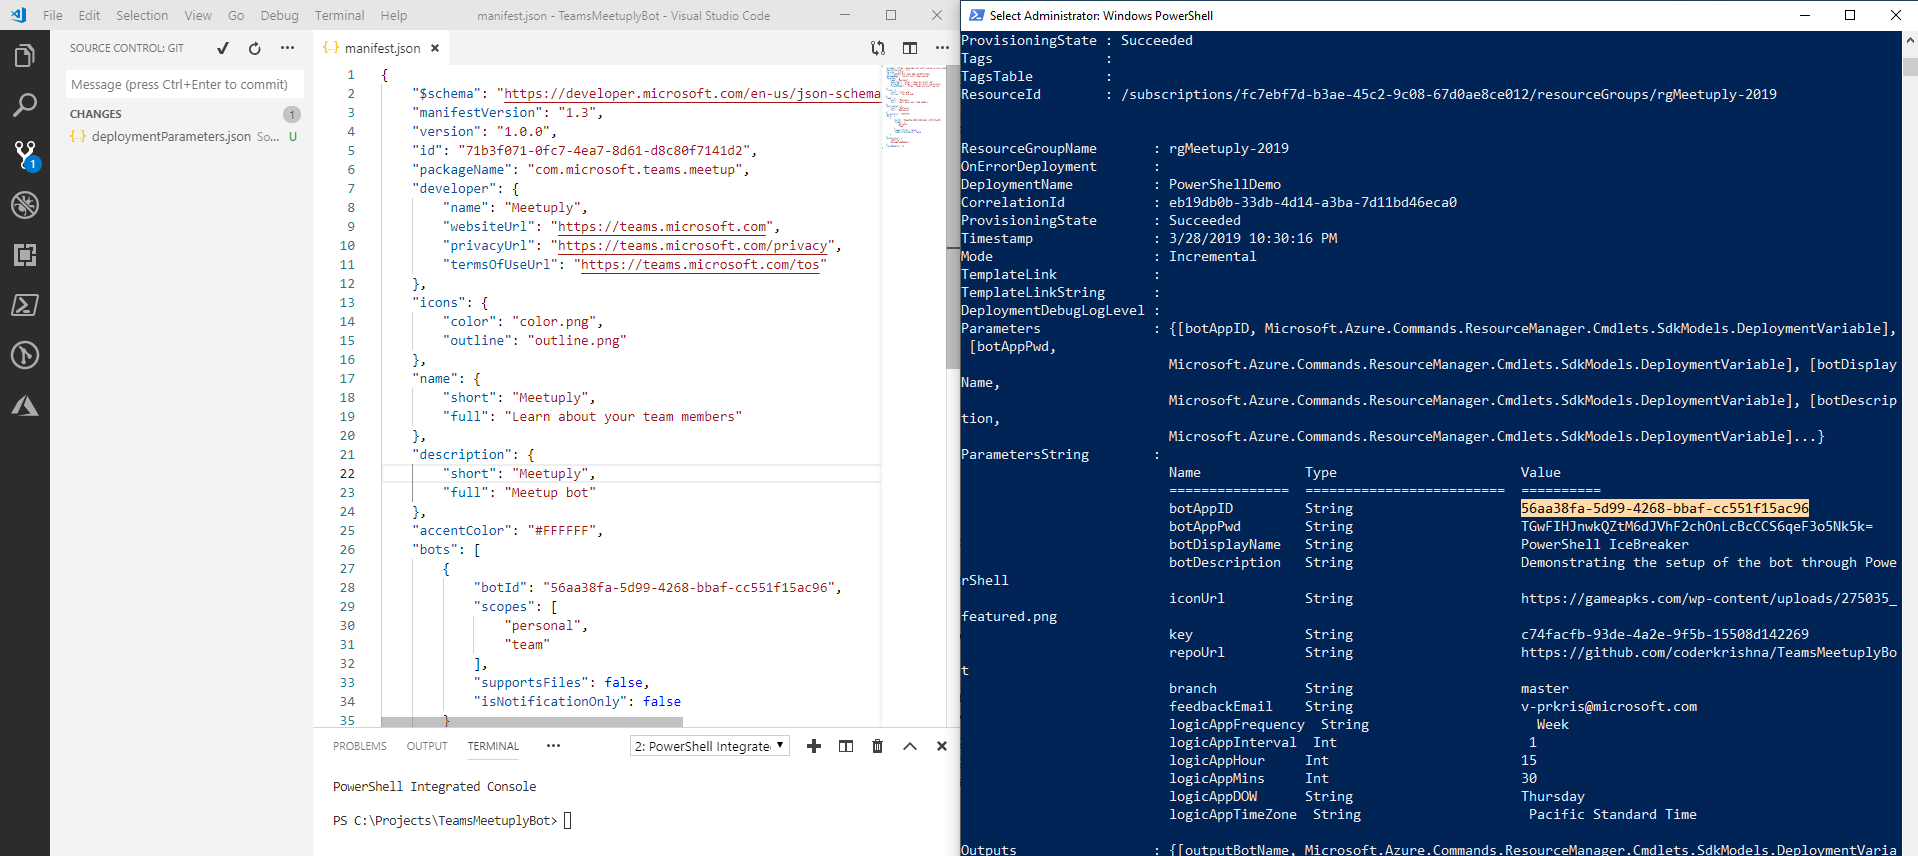 File Edit Selection View Go Debug Terminal Help manifest.json - TeamsMeetuplyBot - Visual Studio Code
SOURCE CONTROL: GIT
Message (press Ctrl+Enter to commit)
CHANGES 1
{..} deploymentParameters.json So... U
1
{..} manifest.json
1 {
2 "$schema": "https://developer.microsoft.com/en-us/json-schema
3 "manifestVersion": "1.3",
4 "version": "1.0.0",
5 "id": "71b3f071-0fc7-4ea7-8d61-d8c80f7141d2",
6 "packageName": "com.microsoft.teams.meetup",
7 "developer": {
8 "name": "Meetuply",
9 "websiteUrl": "https://teams.microsoft.com",
10 "privacyUrl": "https://teams.microsoft.com/privacy",
11 "termsOfUseUrl": "https://teams.microsoft.com/tos"
12 },
13 "icons": {
14 "color": "color.png",
15 "outline": "outline.png"
16 },
17 "name": {
18 "short": "Meetuply",
19 "full": "Learn about your team members"
20 },
21 "description": {
22 "short": "Meetuply",
23 "full": "Meetup bot"
24 },
25 "accentColor": "#FFFFFF",
26 "bots": [
27 {
28 "botId": "56aa38fa-5d99-4268-bbaf-cc551f15ac96",
29 "scopes": [
30 "personal",
31 "team"
32 ],
33 "supportsFiles": false,
34 "isNotificationOnly": false
35 }
PROBLEMS OUTPUT TERMINAL ... 2: PowerShell Integrate
PowerShell Integrated Console
PS C:\Projects\TeamsMeetuplyBot>
Select Administrator: Windows PowerShell
ProvisioningState : Succeeded
Tags :
TagsTable :
ResourceId : /subscriptions/fc7ebf7d-b3ae-45c2-9c08-67d0ae8ce012/resourceGroups/rgMeetuply-2019
ResourceGroupName : rgMeetuply-2019
OnErrorDeployment :
DeploymentName : PowerShellDemo
CorrelationId : eb19db0b-33db-4d14-a3ba-7d11bd46eca0
ProvisioningState : Succeeded
Timestamp : 3/28/2019 10:30:16 PM
Mode : Incremental
TemplateLink :
TemplateLinkString :
DeploymentDebugLogLevel :
Parameters : {[botAppID, Microsoft.Azure.Commands.ResourceManager.Cmdlets.SdkModels.DeploymentVariable],
[botAppPwd,
Microsoft.Azure.Commands.ResourceManager.Cmdlets.SdkModels.DeploymentVariable], [botDisplay
Name,
Microsoft.Azure.Commands.ResourceManager.Cmdlets.SdkModels.DeploymentVariable], [botDescrip
tion,
Microsoft.Azure.Commands.ResourceManager.Cmdlets.SdkModels.DeploymentVariable]...}
ParametersString :
Name Type Value
=============== ========================= ==========
botAppID String 56aa38fa-5d99-4268-bbaf-cc551f15ac96
botAppPwd String TGwFIHJnwkQZtM6dJVhF2chOnLcBcCCS6qeF3o5Nk5k=
botDisplayName String PowerShell IceBreaker
botDescription String Demonstrating the setup of the bot through Powe
rShell
iconUrl String https://gameapks.com/wp-content/uploads/275035_
featured.png
key String c74facfb-93de-4a2e-9f5b-15508d142269
repoUrl String https://github.com/coderkrishna/TeamsMeetuplyBo
t
branch String master
feedbackEmail String v-prkris@microsoft.com
logicAppFrequency String Week
logicAppInterval Int 1
logicAppHour Int 15
logicAppMins Int 30
logicAppDOW String Thursday
logicAppTimeZone String Pacific Standard Time
Outputs : {[outputBotName, Microsoft.Azure.Commands.ResourceManager.Cmdlets.SdkModels.DeploymentVaria